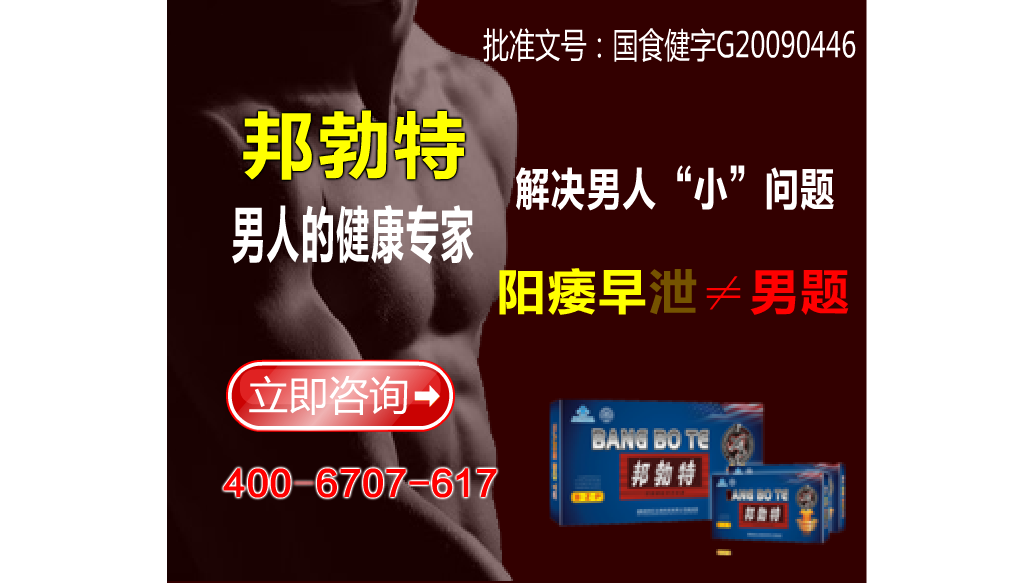 批准文号：国食健字G20090446
邦勃特
男人的健康专家
解决男人“小”问题
阳痿早泄≠男题
立即咨询
400-6707-617
BANG BO TE
邦勃特
BANG BO TE
邦勃特